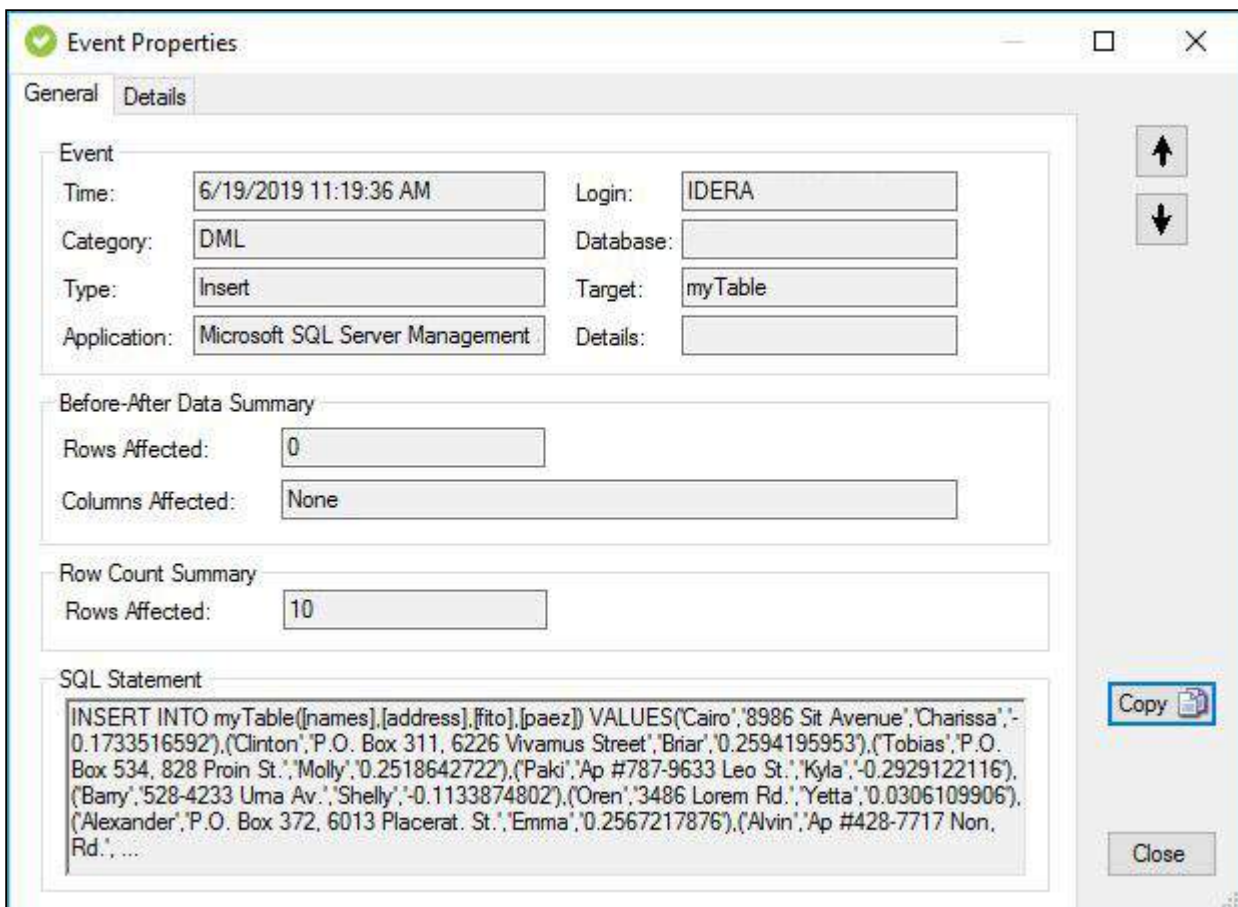 Event Properties
General Details
Event
Time: 6/19/2019 11:19:36 AM Login: IDERA
Category: DML Database:
Type: Insert Target: myTable
Application: Microsoft SQL Server Management Details:
Before-After Data Summary
Rows Affected: 0
Columns Affected: None
Row Count Summary
Rows Affected: 10
SQL Statement
INSERT INTO myTable([names],[address],[fito],[paez]) VALUES('Cairo','8986 Sit Avenue','Charissa','-
0.1733516592'),('Clinton','P.O. Box 311, 6226 Vivamus Street','Briar','0.2594195953'),('Tobias','P.O.
Box 534, 828 Proin St.','Molly','0.2518642722'),('Paki','Ap #787-9633 Leo St.','Kyla','-0.2929122116'),
('Barry','528-4233 Urna Av.','Shelly','-0.1133874802'),('Oren','3486 Lorem Rd.','Yetta','0.0306109906'),
('Alexander','P.O. Box 372, 6013 Placerat. St.','Emma','0.2567217876'),('Alvin','Ap #428-7717 Non,
Rd.', ...
Copy
Close